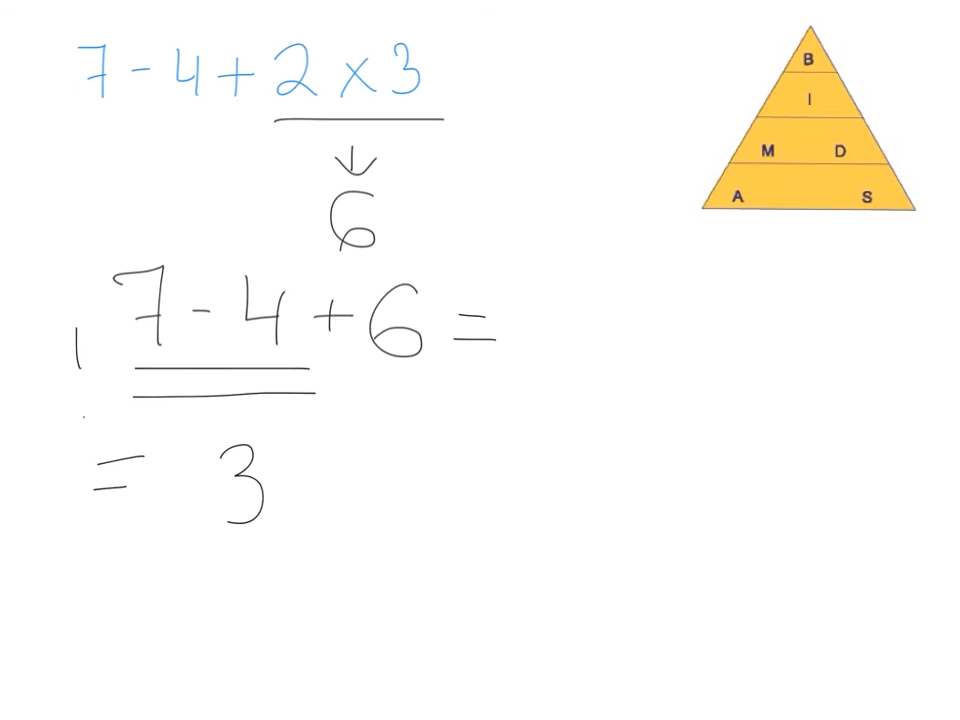 7 - 4 + 2 × 3
↓
6
7 - 4 + 6 =
= 3
B
I
M D
A S